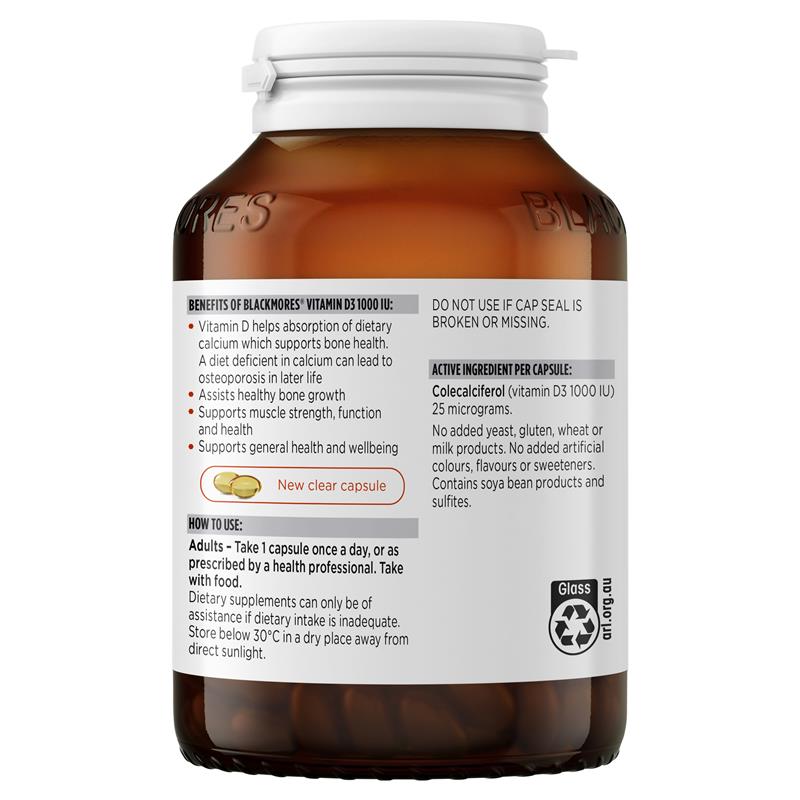 ORES
BLAC
BENEFITS OF BLACKMORES® VITAMIN D3 1000 IU:
• Vitamin D helps absorption of dietary
calcium which supports bone health.
A diet deficient in calcium can lead to
osteoporosis in later life
• Assists healthy bone growth
• Supports muscle strength, function
and health
• Supports general health and wellbeing
New clear capsule
HOW TO USE:
Adults – Take 1 capsule once a day, or as
prescribed by a health professional. Take
with food.
Dietary supplements can only be of
assistance if dietary intake is inadequate.
Store below 30°C in a dry place away from
direct sunlight.
DO NOT USE IF CAP SEAL IS
BROKEN OR MISSING.
ACTIVE INGREDIENT PER CAPSULE:
Colecalciferol (vitamin D3 1000 IU)
25 micrograms.
No added yeast, gluten, wheat or
milk products. No added artificial
colours, flavours or sweeteners.
Contains soya bean products and
sulfites.
Glass
arl.org.au